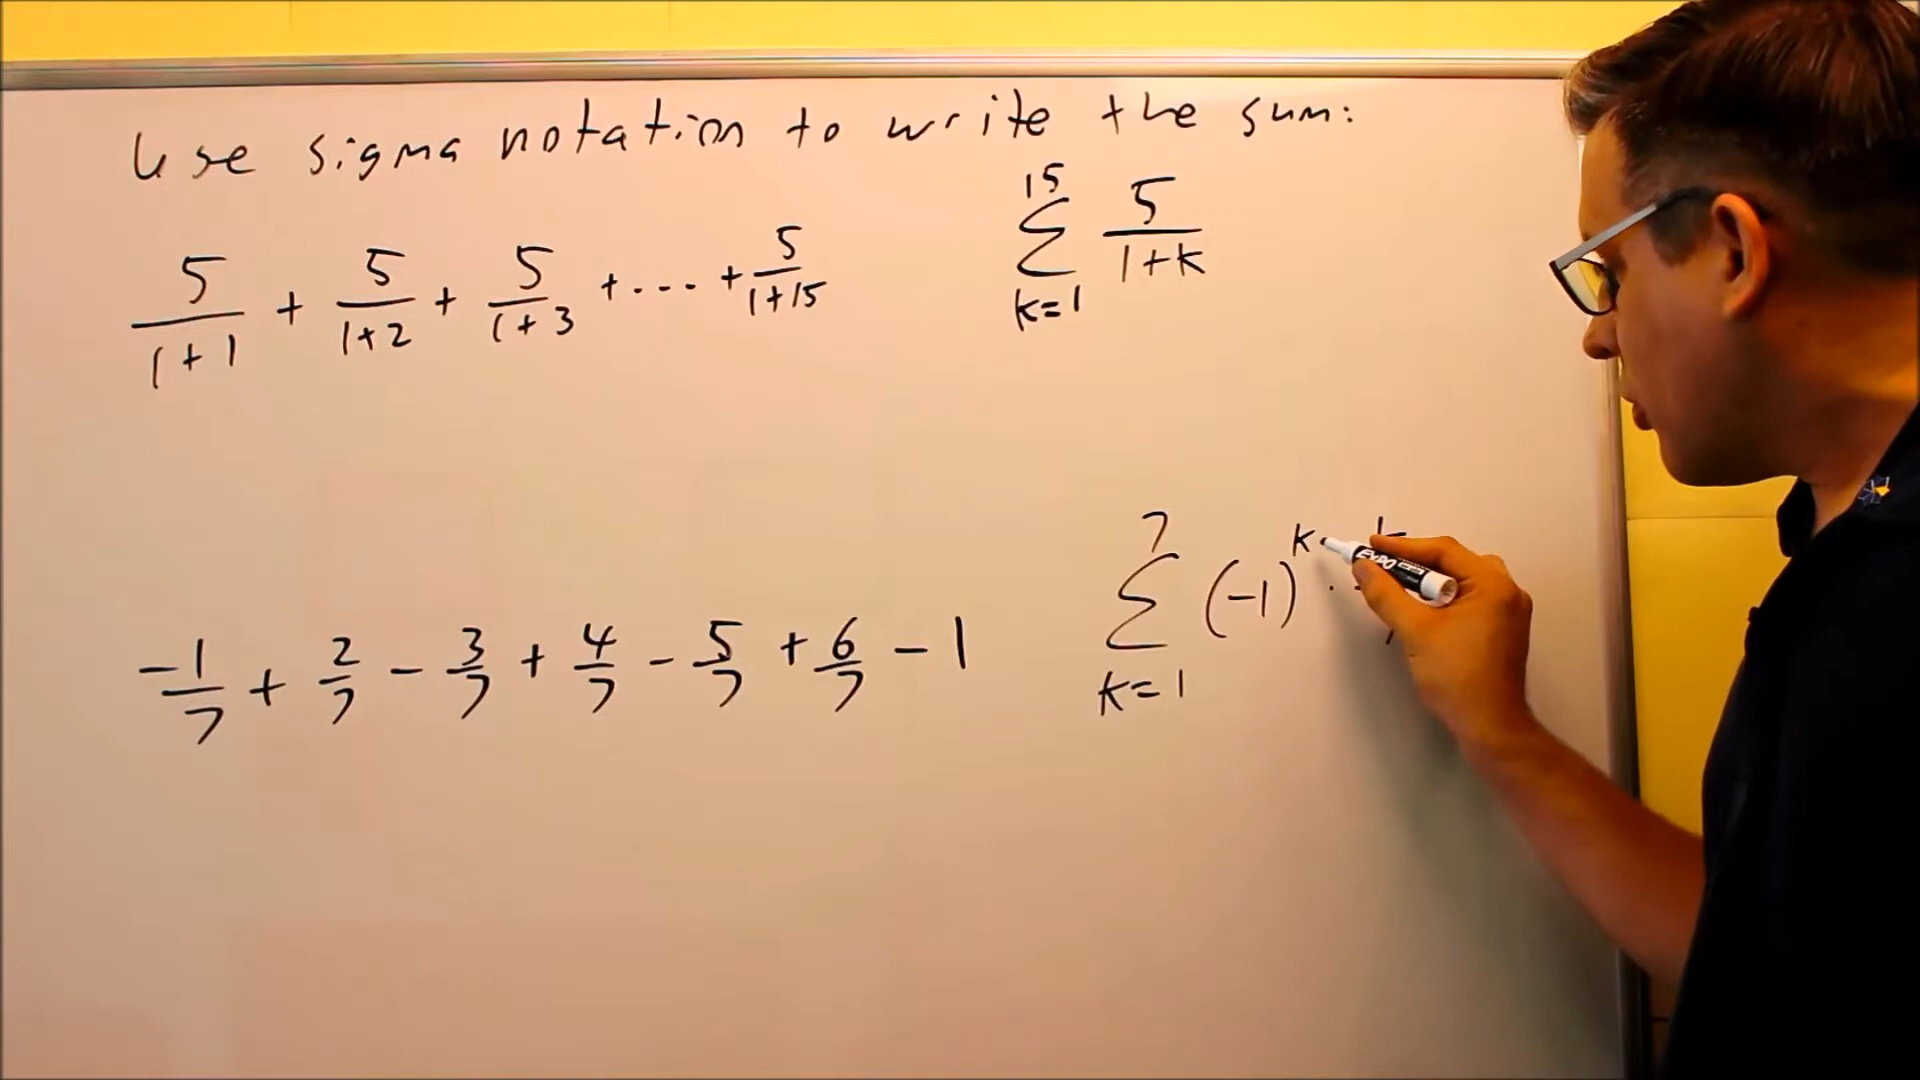 Use sigma notation to write the sum:
5/(1+1) + 5/(1+2) + 5/(1+3) + ... + 5/(1+15)
15 ∑ k=1 5/(1+k)
-1/7 + 2/7 - 3/7 + 4/7 - 5/7 + 6/7 - 1
7 ∑ k=1 (-1)^k ·
EXPO